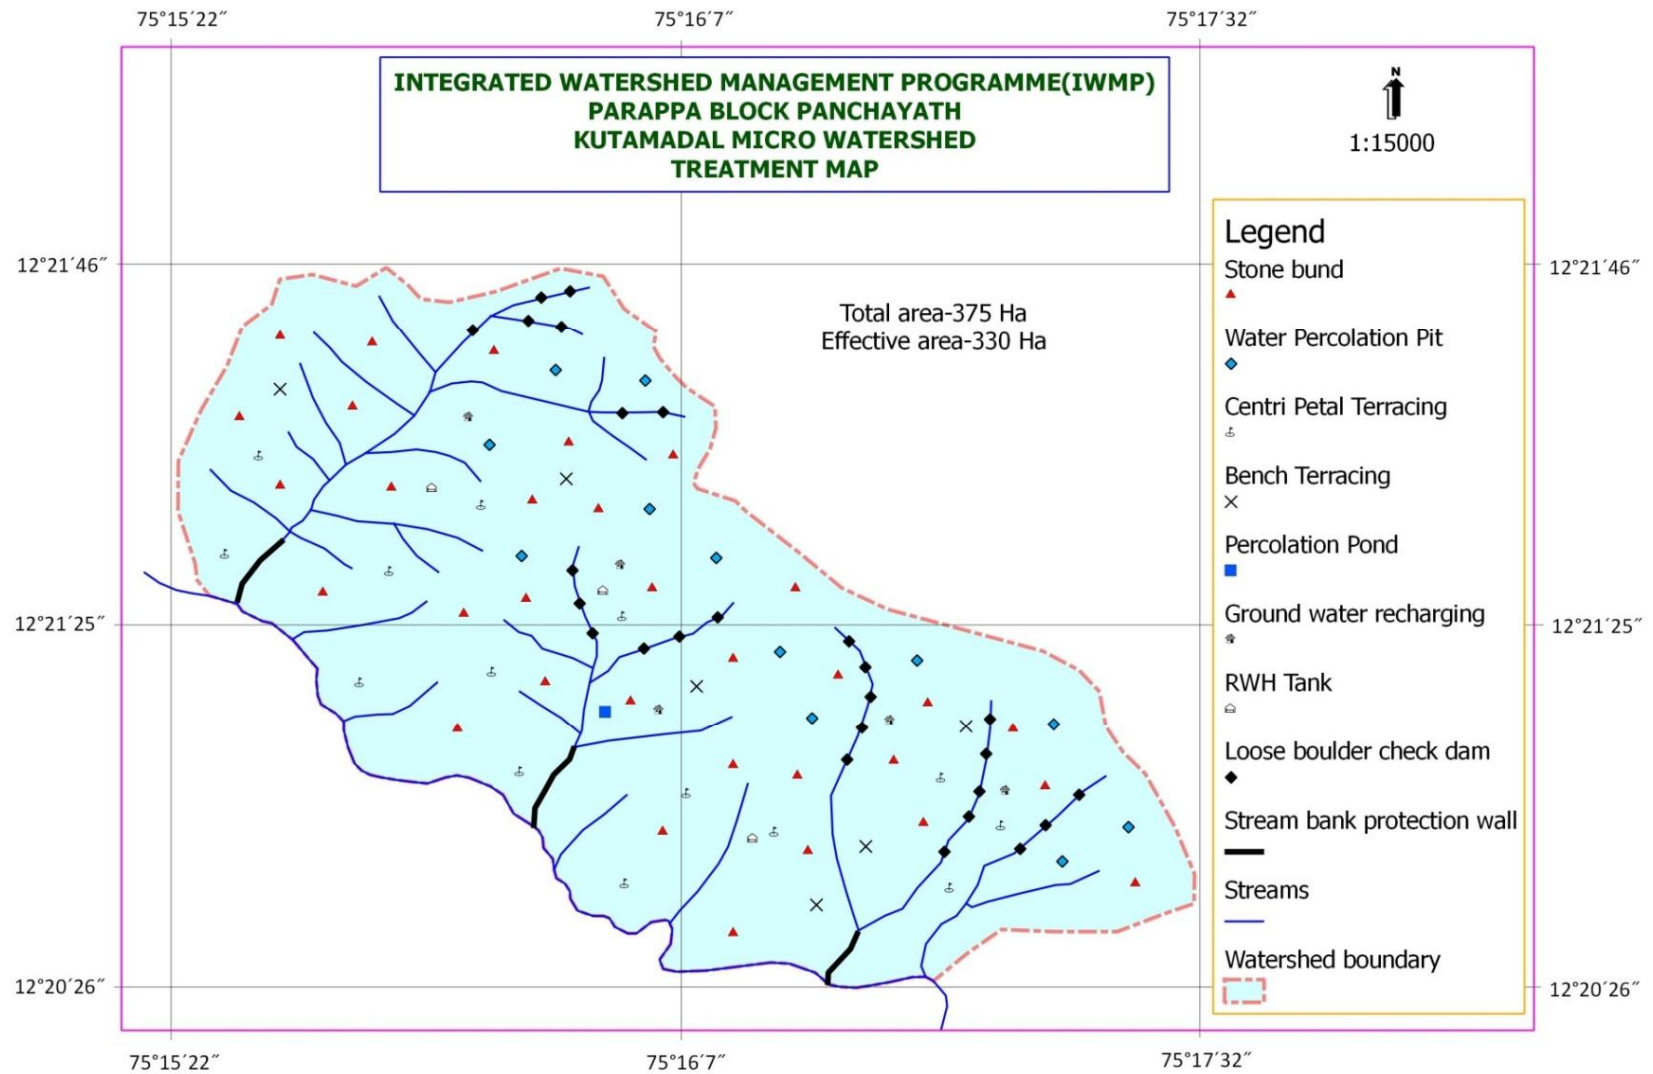 75°15´22˝
75°16´7˝
75°17´32˝
INTEGRATED WATERSHED MANAGEMENT PROGRAMME(IWMP)
PARAPPA BLOCK PANCHAYATH
KUTAMADAL MICRO WATERSHED
TREATMENT MAP
N
1:15000
12°21´46˝
12°21´46˝
Total area-375 Ha
Effective area-330 Ha
Legend
Stone bund
Water Percolation Pit
Centri Petal Terracing
Bench Terracing
Percolation Pond
Ground water recharging
RWH Tank
Loose boulder check dam
Stream bank protection wall
Streams
Watershed boundary
12°21´25˝
12°21´25˝
12°20´26˝
12°20´26˝
75°15´22˝
75°16´7˝
75°17´32˝